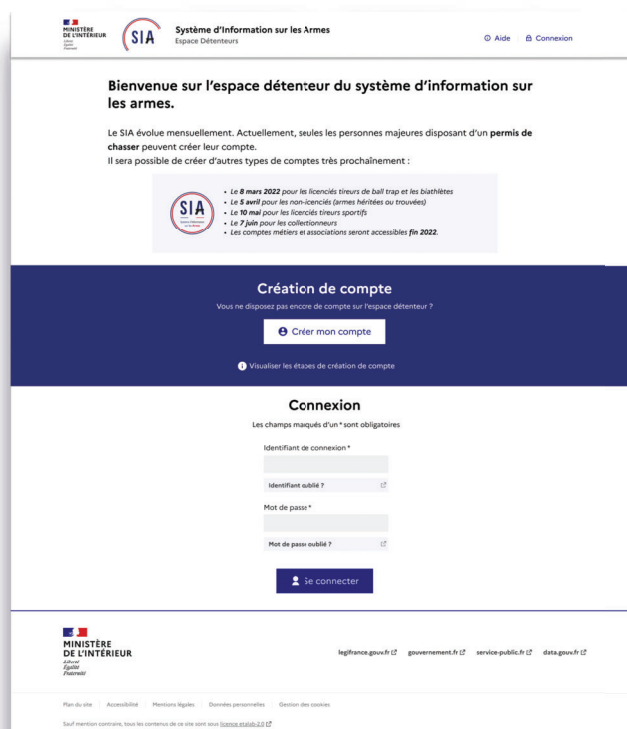 MINISTÈRE
DE L'INTÉRIEUR
Liberté
Égalité
Fraternité
SIA
Système d'Information sur les Armes
Espace Détenteurs
Aide
Connexion
Bienvenue sur l'espace détenteur du système d'information sur
les armes.
Le SIA évolue mensuellement. Actuellement, seules les personnes majeures disposant d'un permis de
chasser peuvent créer leur compte.
Il sera possible de créer d'autres types de comptes très prochaînement :
SIA
• Le 8 mars 2022 pour les licenciés tireurs de ball trap et les biathlètes
• Le 5 avril pour les non-icenciés (armes héritées ou trouvées)
• Le 10 mai pour les licenciés tireurs sportifs
• Le 7 juin pour les collectionneurs
• Les comptes métiers et associations seront accessibles fin 2022.
Création de compte
Vous ne disposez pas encore de compte sur l'espace détenteur ?
Créer mon compte
Visualiser les étapes de création de compte
Connexion
Les champs maqués d'un * sont obligatoires
Identifiant de connexion *
Identifiant oublié ?
Mot de passe *
Mot de passe oublié ?
Se connecter
MINISTÈRE
DE L'INTÉRIEUR
Liberté
Égalité
Fraternité
legifrance.gouv.fr gouvernement.fr service-public.fr data.gouv.fr
Plan du site Accessibilité Mentions légales Données personnelles Gestion des cookies
Sauf mention contraire, tous les contenus de ce site sont sous licence etalab-2.0